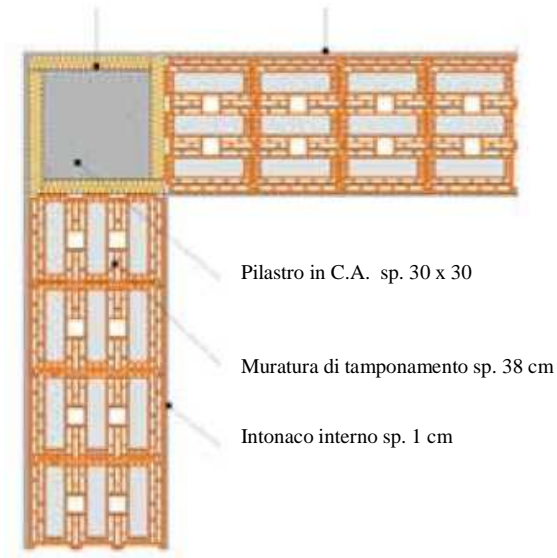 Pilastro in C.A. sp. 30 x 30
Muratura di tamponamento sp. 38 cm
Intonaco interno sp. 1 cm